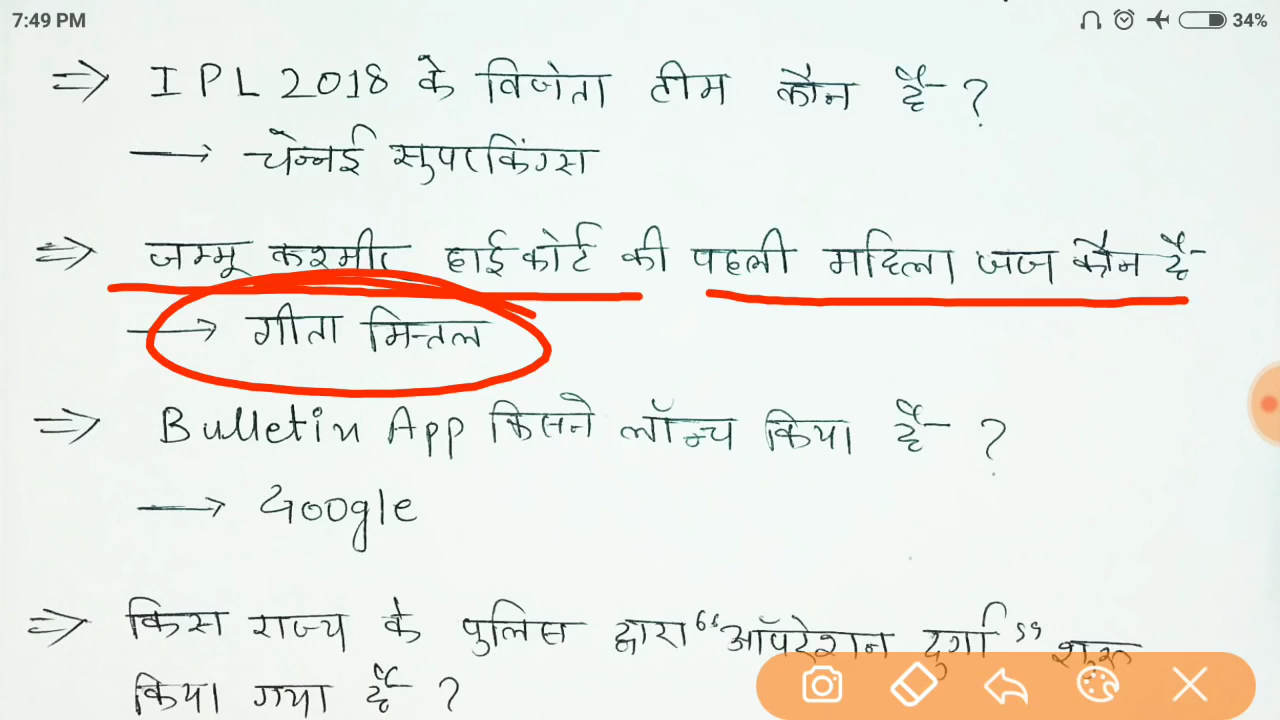 7:49 PM 34%
⇒ IPL 2018 के विजेता टीम कौन है ?
→ चेन्नई सुपरकिंग्स
⇒ जम्मू कश्मीर हाईकोर्ट की पहली महिला जज कौन है
→ गीता मित्तल
⇒ Bulletin App किसने लॉन्च किया है ?
→ Google
⇒ किस राज्य के पुलिस द्वारा “ऑपरेशन दुर्गा” शुरू
किया गया है ?